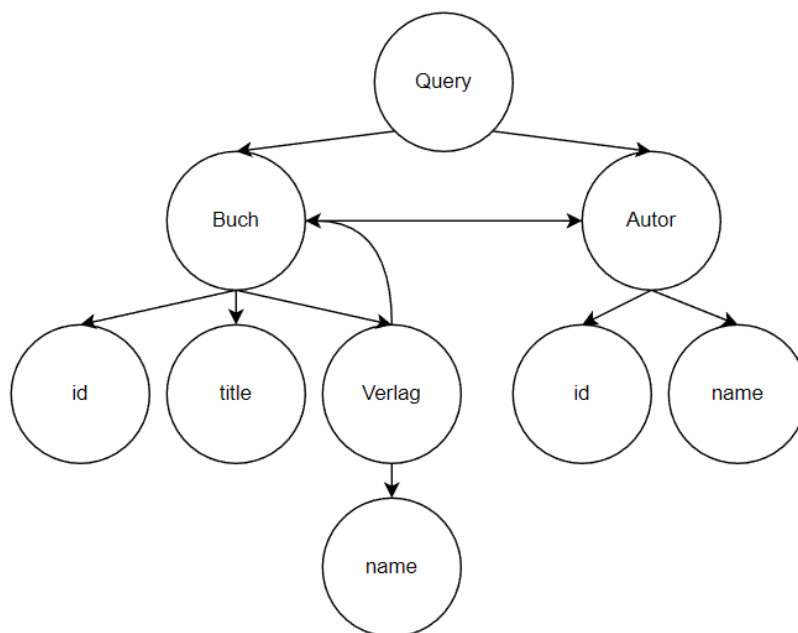 Query
Buch
Autor
id
title
Verlag
id
name
name